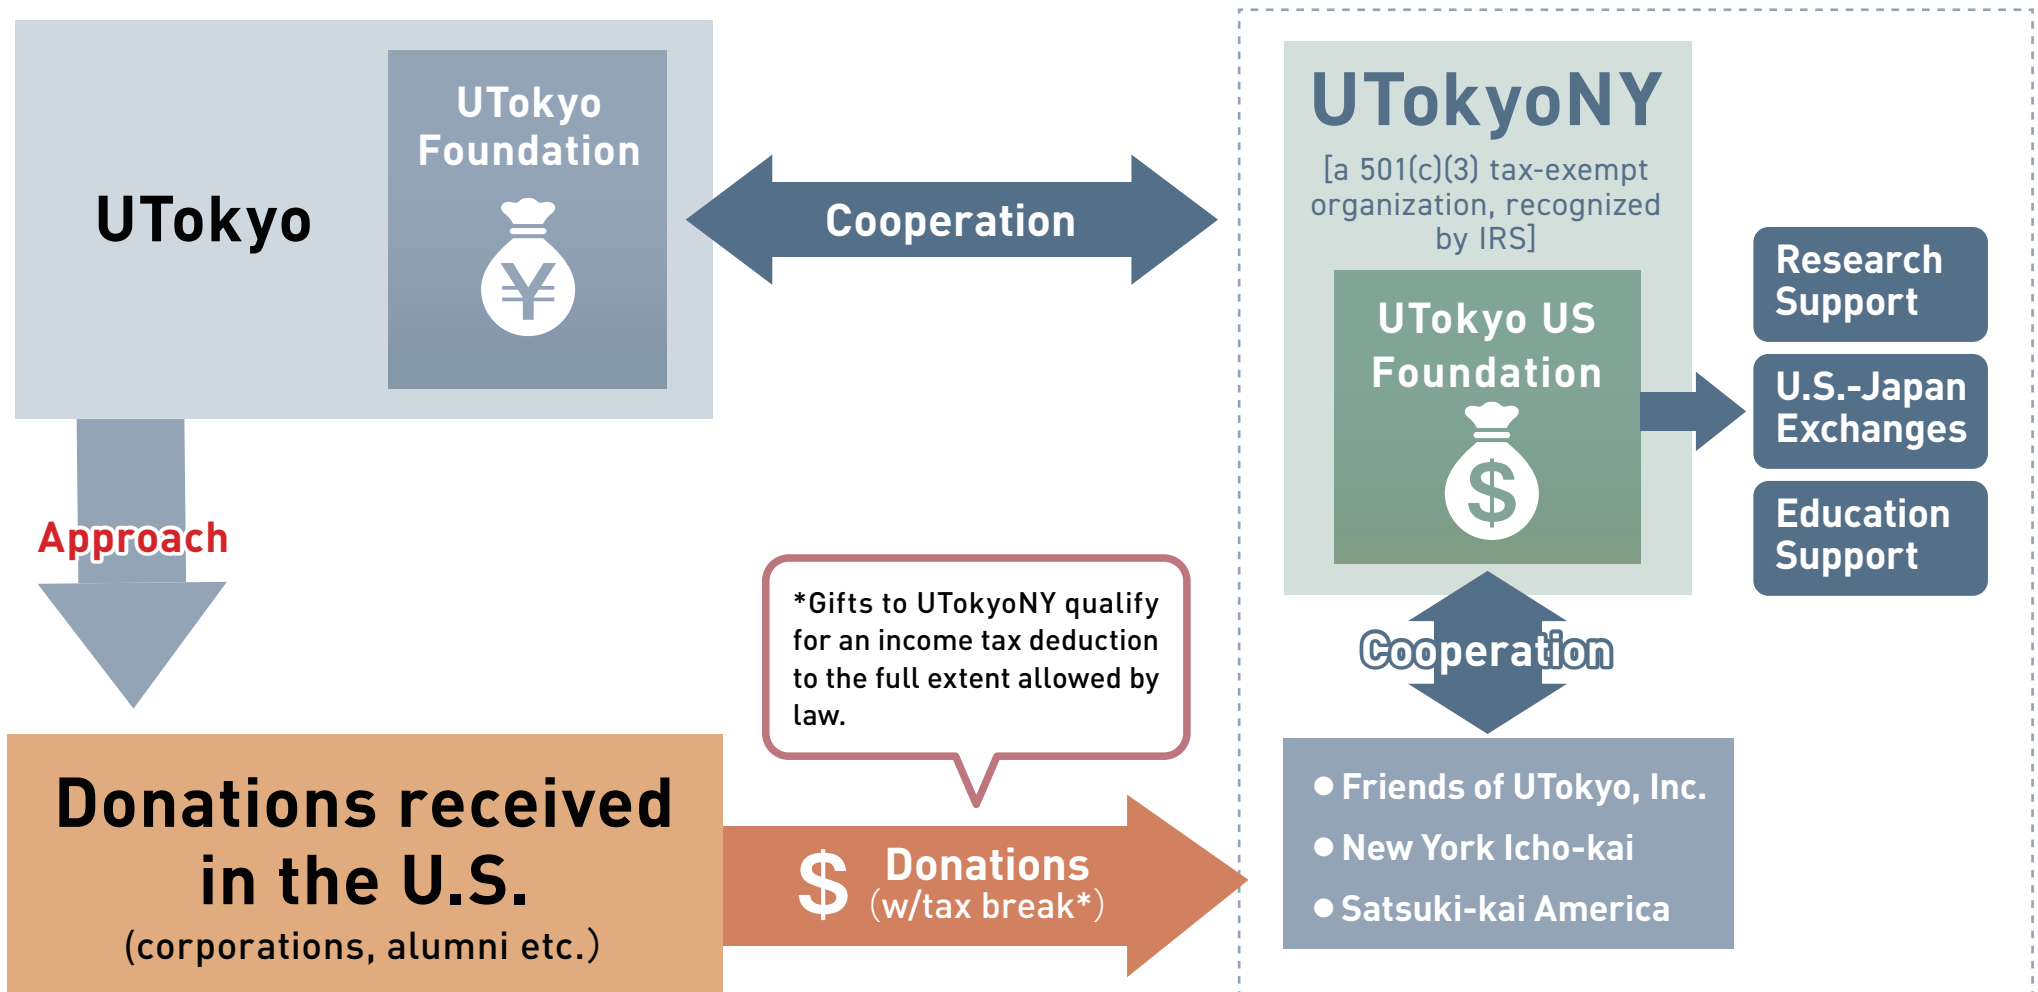 UTokyo
UTokyo
Foundation
¥
Cooperation
UTokyoNY
[a 501(c)(3) tax-exempt
organization, recognized
by IRS]
UTokyo US
Foundation
$
Research
Support
U.S.-Japan
Exchanges
Education
Support
Approach
*Gifts to UTokyoNY qualify
for an income tax deduction
to the full extent allowed by
law.
Cooperation
Donations received
in the U.S.
(corporations, alumni etc.)
$ Donations
(w/tax break*)
● Friends of UTokyo, Inc.
● New York Icho-kai
● Satsuki-kai America